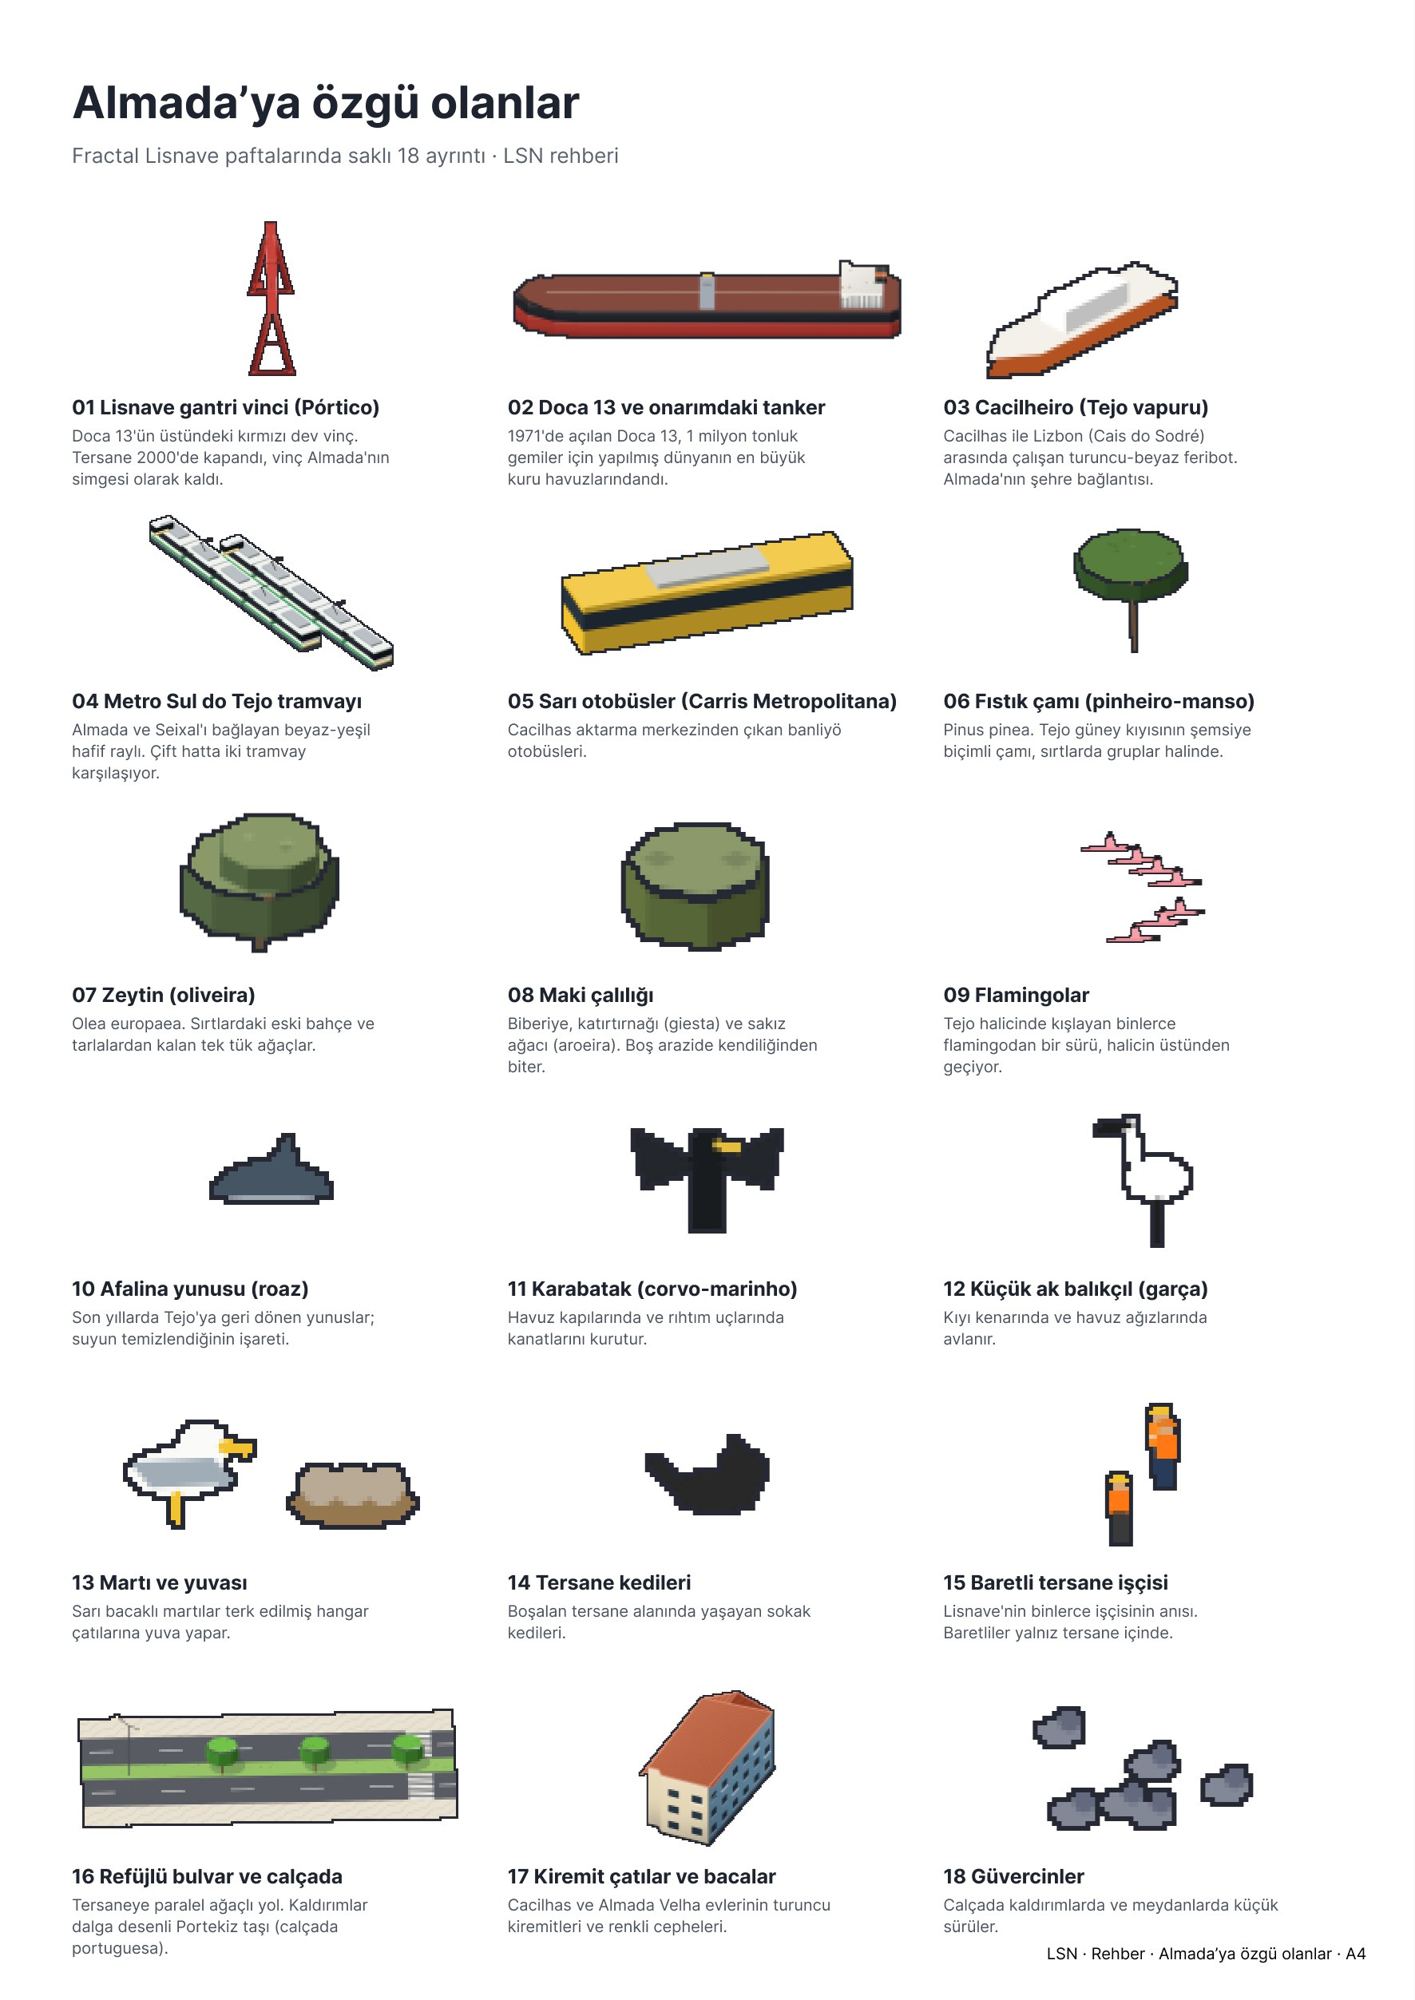 Almada’ya özgü olanlar
Fractal Lisnave paftalarında saklı 18 ayrıntı · LSN rehberi
01 Lisnave gantri vinci (Pórtico)
Doca 13'ün üstündeki kırmızı dev vinç.
Tersane 2000'de kapandı, vinç Almada'nın
simgesi olarak kaldı.
02 Doca 13 ve onarımdaki tanker
1971'de açılan Doca 13, 1 milyon tonluk
gemiler için yapılmış dünyanın en büyük
kuru havuzlarındandı.
03 Cacilheiro (Tejo vapuru)
Cacilhas ile Lizbon (Cais do Sodré)
arasında çalışan turuncu-beyaz feribot.
Almada'nın şehre bağlantısı.
04 Metro Sul do Tejo tramvayı
Almada ve Seixal'ı bağlayan beyaz-yeşil
hafif raylı. Çift hatta iki tramvay
karşılaşıyor.
05 Sarı otobüsler (Carris Metropolitana)
Cacilhas aktarma merkezinden çıkan banliyö
otobüsleri.
06 Fıstık çamı (pinheiro-manso)
Pinus pinea. Tejo güney kıyısının şemsiye
biçimli çamı, sırtlarda gruplar halinde.
07 Zeytin (oliveira)
Olea europaea. Sırtlardaki eski bahçe ve
tarlalardan kalan tek tük ağaçlar.
08 Maki çalılığı
Biberiye, katırtırnağı (giesta) ve sakız
ağacı (aroeira). Boş arazide kendiliğinden
biter.
09 Flamingolar
Tejo halicinde kışlayan binlerce
flamingodan bir sürü, halicin üstünden
geçiyor.
10 Afalina yunusu (roaz)
Son yıllarda Tejo'ya geri dönen yunuslar;
suyun temizlendiğinin işareti.
11 Karabatak (corvo-marinho)
Havuz kapılarında ve rıhtım uçlarında
kanatlarını kurutur.
12 Küçük ak balıkçıl (garça)
Kıyı kenarında ve havuz ağızlarında
avlanır.
13 Martı ve yuvası
Sarı bacaklı martılar terk edilmiş hangar
çatılarına yuva yapar.
14 Tersane kedileri
Boşalan tersane alanında yaşayan sokak
kedileri.
15 Baretli tersane işçisi
Lisnave'nin binlerce işçisinin anısı.
Baretliler yalnız tersane içinde.
16 Refüjlü bulvar ve calçada
Tersaneye paralel ağaçlı yol. Kaldırımlar
dalga desenli Portekiz taşı (calçada
portuguesa).
17 Kiremit çatılar ve bacalar
Cacilhas ve Almada Velha evlerinin turuncu
kiremitleri ve renkli cepheleri.
18 Güvercinler
Calçada kaldırımlarda ve meydanlarda küçük
sürüler.
LSN · Rehber · Almada’ya özgü olanlar · A4